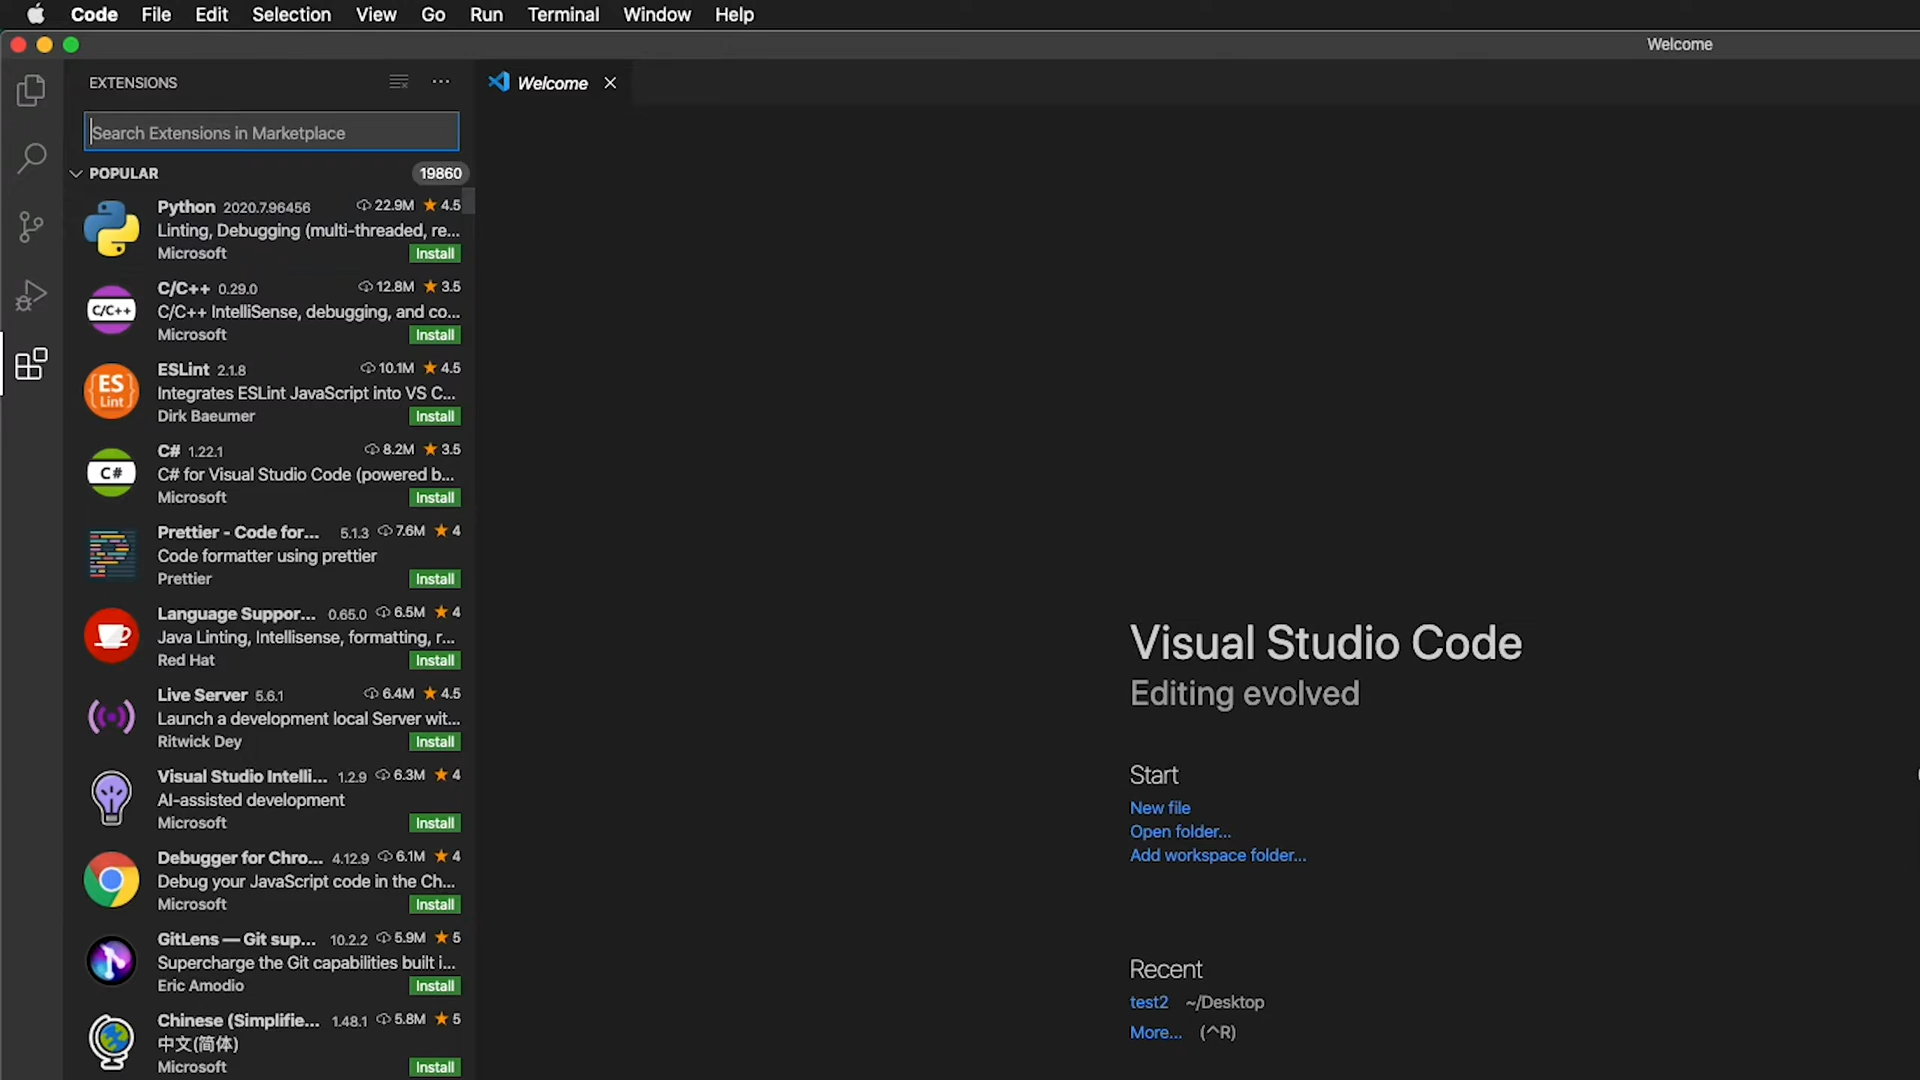 Code File Edit Selection View Go Run Terminal Window Help
Welcome
EXTENSIONS
Welcome
Search Extensions in Marketplace
POPULAR 19860
Python 2020.7.96456 22.9M 4.5
Linting, Debugging (multi-threaded, re...
Microsoft Install
C/C++
C/C++ 0.29.0 12.8M 3.5
C/C++ IntelliSense, debugging, and co...
Microsoft Install
ES
Lint
ESLint 2.1.8 10.1M 4.5
Integrates ESLint JavaScript into VS C...
Dirk Baeumer Install
C#
C# 1.22.1 8.2M 3.5
C# for Visual Studio Code (powered b...
Microsoft Install
Prettier - Code for... 5.1.3 7.6M 4
Code formatter using prettier
Prettier Install
Language Suppor... 0.65.0 6.5M 4
Java Linting, Intellisense, formatting, r...
Red Hat Install
Live Server 5.6.1 6.4M 4.5
Launch a development local Server wit...
Ritwick Dey Install
Visual Studio Intelli... 1.2.9 6.3M 4
AI-assisted development
Microsoft Install
Debugger for Chro... 4.12.9 6.1M 4
Debug your JavaScript code in the Ch...
Microsoft Install
GitLens — Git sup... 10.2.2 5.9M 5
Supercharge the Git capabilities built i...
Eric Amodio Install
Chinese (Simplifie... 1.48.1 5.8M 5
中文(简体)
Microsoft Install
Visual Studio Code
Editing evolved
Start
New file
Open folder...
Add workspace folder...
Recent
test2 ~/Desktop
More... (^R)